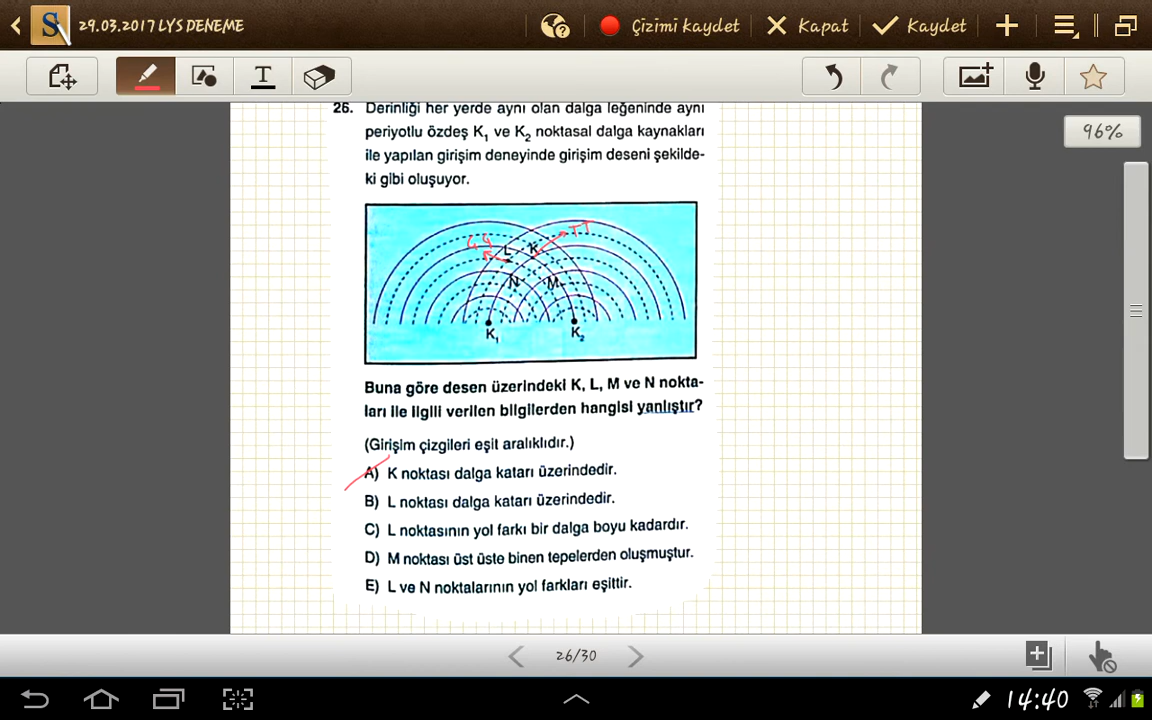 S 29.03.2017 LYS DENEME Çizimi kaydet Kapat Kaydet
T
96%
26. Derinliği her yerde aynı olan dalga leğeninde aynı
periyotlu özdeş K1 ve K2 noktasal dalga kaynakları
ile yapılan girişim deneyinde girişim deseni şekilde-
ki gibi oluşuyor.
GG L K TT
N M
K1 K2
Buna göre desen üzerindeki K, L, M ve N nokta-
ları ile ilgili verilen bilgilerden hangisi yanlıştır?
(Girişim çizgileri eşit aralıklıdır.)
A) K noktası dalga katarı üzerindedir.
B) L noktası dalga katarı üzerindedir.
C) L noktasının yol farkı bir dalga boyu kadardır.
D) M noktası üst üste binen tepelerden oluşmuştur.
E) L ve N noktalarının yol farkları eşittir.
26/30
14:40